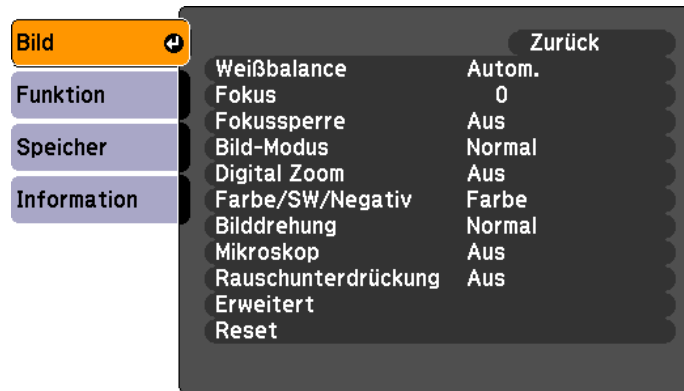 Bild
Funktion
Speicher
Information
Zurück
Weißbalance Autom.
Fokus 0
Fokussperre Aus
Bild-Modus Normal
Digital Zoom Aus
Farbe/SW/Negativ Farbe
Bilddrehung Normal
Mikroskop Aus
Rauschunterdrückung Aus
Erweitert
Reset